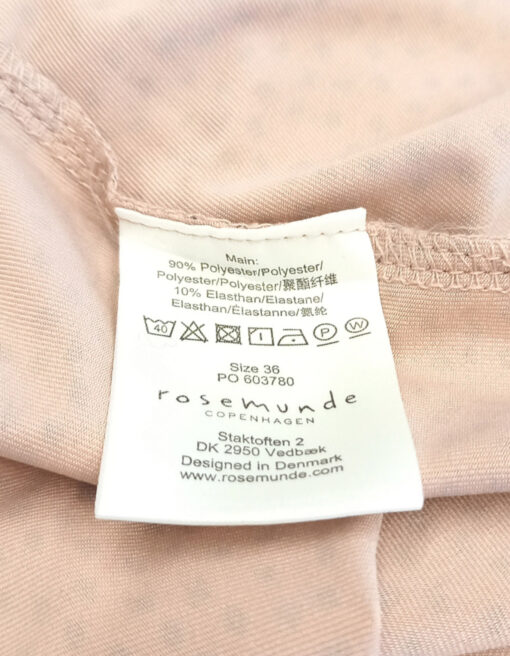 Main:
90% Polyester/Polyester/
Polyester/Polyester/聚酯纤维
10% Elasthan/Elastane/
Elasthan/Élastanne/氨纶
40
P W
Size 36
PO 603780
rosemunde
COPENHAGEN
Staktoften 2
DK 2950 Vedbæk
Designed in Denmark
www.rosemunde.com